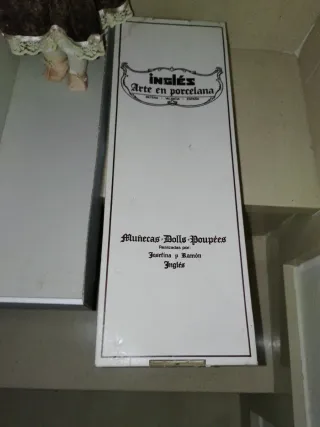 inglés
Arte en porcelana
Muñecas-Dolls-Poupées
Fabricadas por:
Josefina y Ramón
Inglés